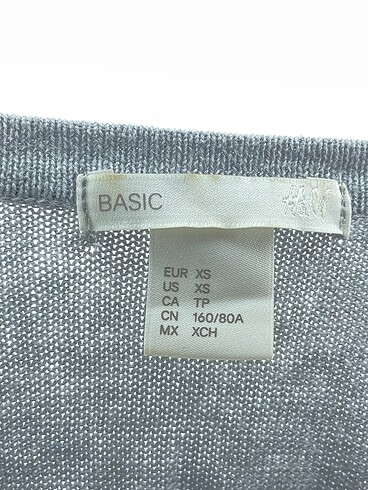 BASIC H&M
EUR XS
US XS
CA TP
CN 160/80A
MX XCH